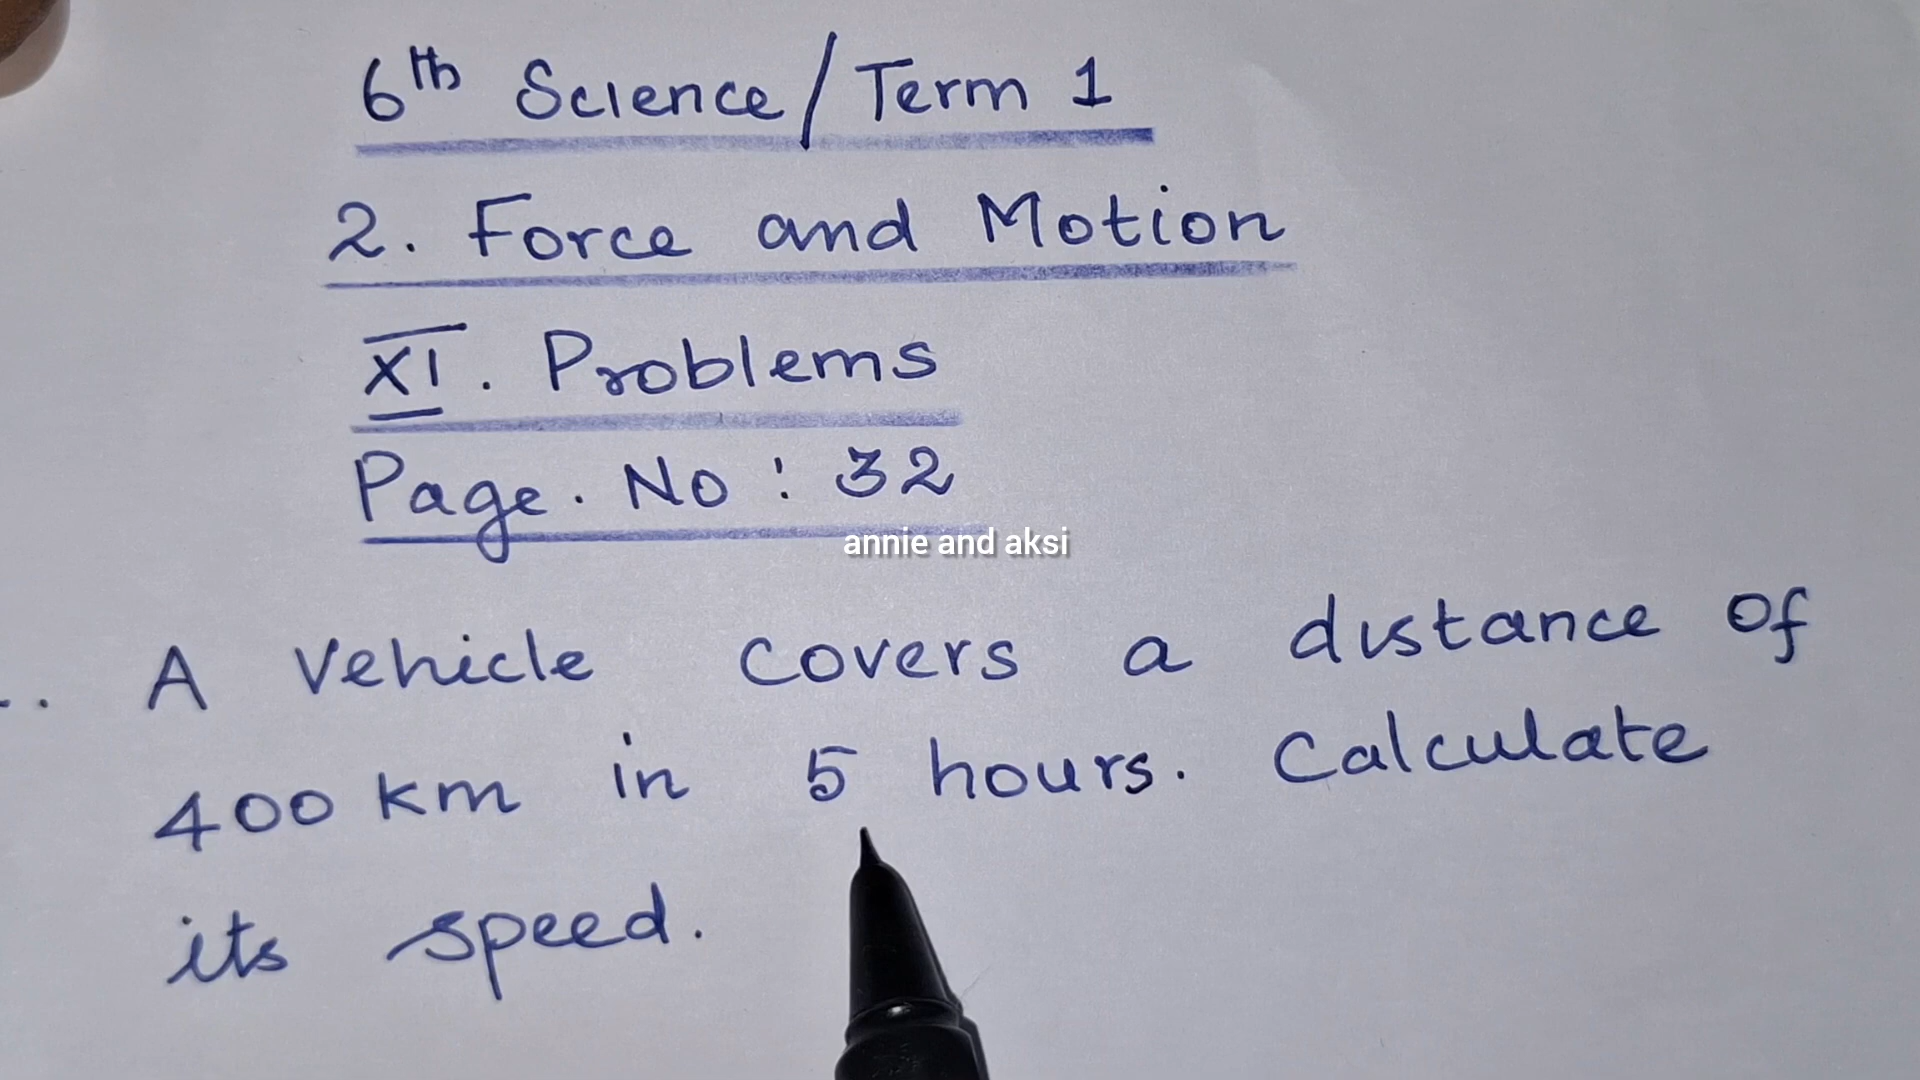 6th Science/Term 1
2. Force and Motion
XI. Problems
Page. No : 32
annie and aksi
.. A Vehicle covers a distance of
400 km in 5 hours. Calculate
its speed.